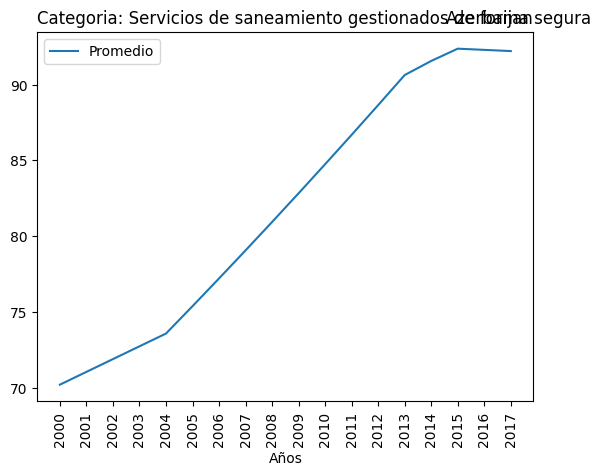 Categoria: Servicios de saneamiento gestionados de forma segura
Azerbaijan
Promedio
90
85
80
75
70
2000 2001 2002 2003 2004 2005 2006 2007 2008 2009 2010 2011 2012 2013 2014 2015 2016 2017
Años